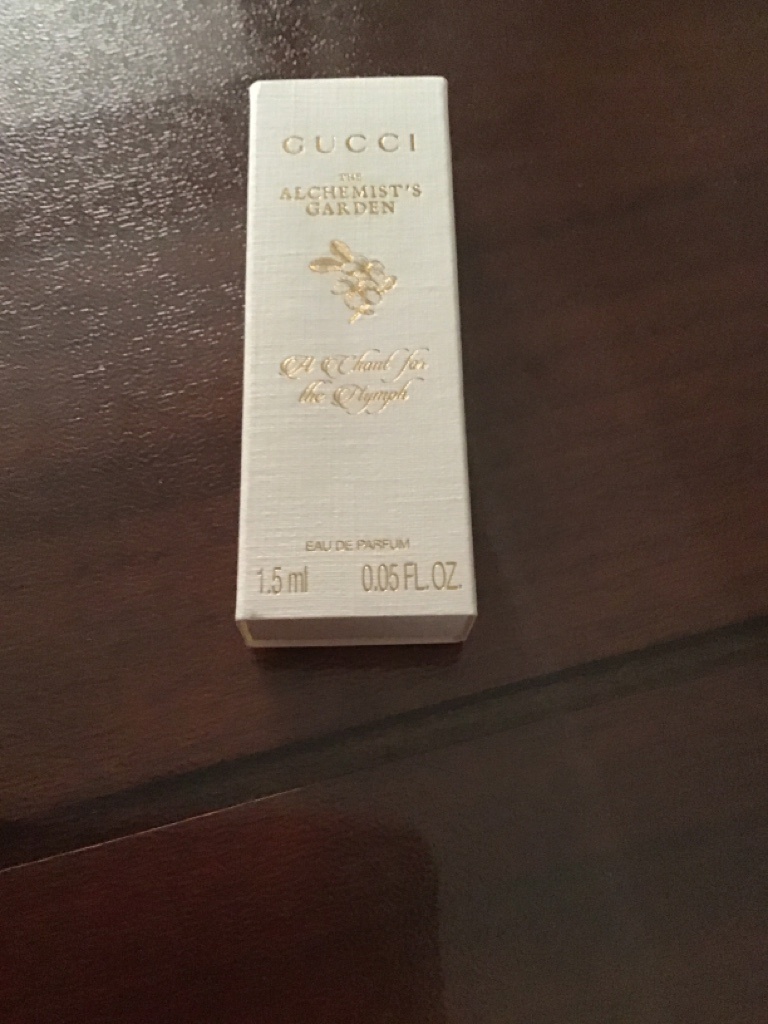 GUCCI
THE
ALCHEMIST'S
GARDEN
A Chant for
the Nymph
EAU DE PARFUM
1.5 ml 0.05 FL.OZ.